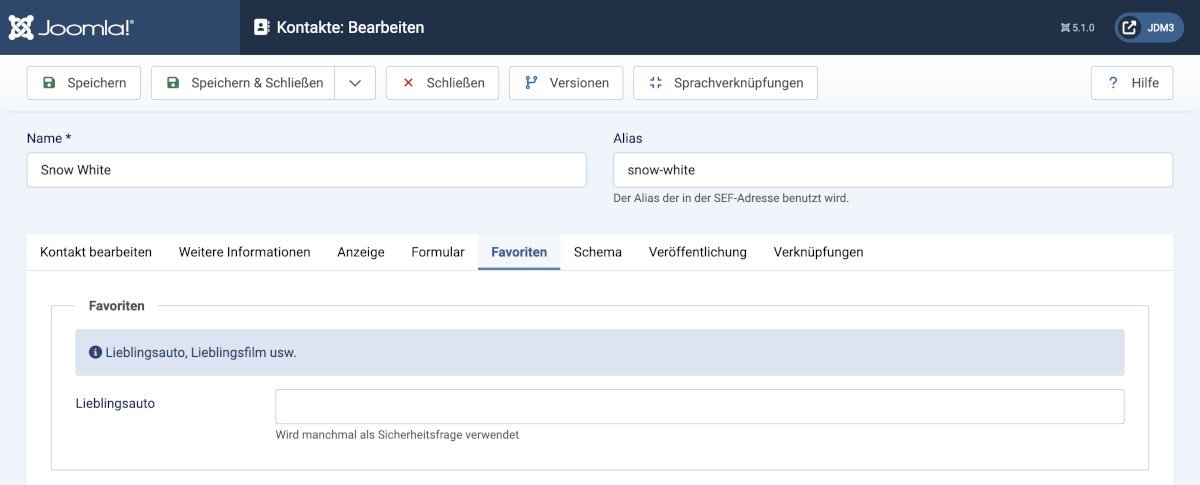 Joomla!® Kontakte: Bearbeiten 5.1.0 JDM3
Speichern Speichern & Schließen Schließen Versionen Sprachverknüpfungen ? Hilfe
Name * Alias
Snow White snow-white
Der Alias der in der SEF-Adresse benutzt wird.
Kontakt bearbeiten Weitere Informationen Anzeige Formular Favoriten Schema Veröffentlichung Verknüpfungen
Favoriten
Lieblingsauto, Lieblingsfilm usw.
Lieblingsauto
Wird manchmal als Sicherheitsfrage verwendet